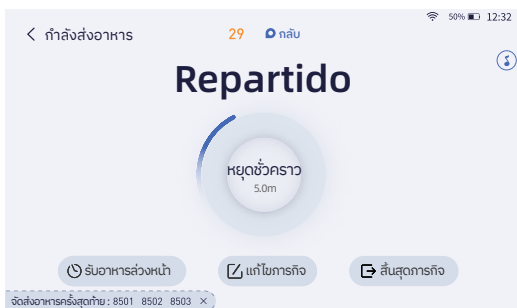 50% 12:32
กำลังส่งอาหาร 29 กลับ
Repartido
หยุดชั่วคราว
5.0m
รับอาหารล่วงหน้า แก้ไขภารกิจ สิ้นสุดภารกิจ
จัดส่งอาหารครั้งสุดท้าย : 8501 8502 8503 ×